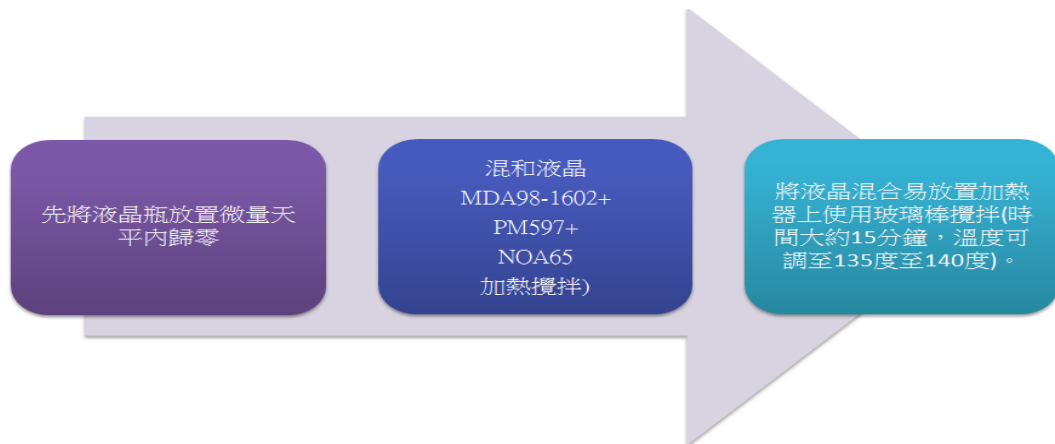 先將液晶瓶放置微量天
平內歸零
混和液晶
MDA98-1602+
PM597+
NOA65
加熱攪拌)
將液晶混合易放置加熱
器上使用玻璃棒攪拌(時
間大約15分鐘，溫度可
調至135度至140度)。